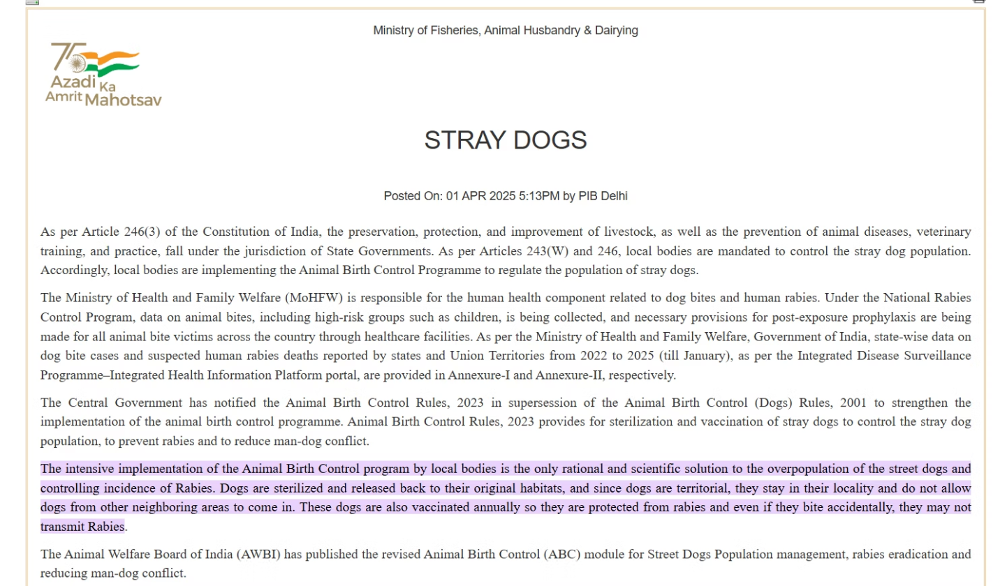 Ministry of Fisheries, Animal Husbandry & Dairying
75
Azadi Ka
Amrit Mahotsav
STRAY DOGS
Posted On: 01 APR 2025 5:13PM by PIB Delhi
As per Article 246(3) of the Constitution of India, the preservation, protection, and improvement of livestock, as well as the prevention of animal diseases, veterinary
training, and practice, fall under the jurisdiction of State Governments. As per Articles 243(W) and 246, local bodies are mandated to control the stray dog population.
Accordingly, local bodies are implementing the Animal Birth Control Programme to regulate the population of stray dogs.
The Ministry of Health and Family Welfare (MoHFW) is responsible for the human health component related to dog bites and human rabies. Under the National Rabies
Control Program, data on animal bites, including high-risk groups such as children, is being collected, and necessary provisions for post-exposure prophylaxis are being
made for all animal bite victims across the country through healthcare facilities. As per the Ministry of Health and Family Welfare, Government of India, state-wise data on
dog bite cases and suspected human rabies deaths reported by states and Union Territories from 2022 to 2025 (till January), as per the Integrated Disease Surveillance
Programme–Integrated Health Information Platform portal, are provided in Annexure-I and Annexure-II, respectively.
The Central Government has notified the Animal Birth Control Rules, 2023 in supersession of the Animal Birth Control (Dogs) Rules, 2001 to strengthen the
implementation of the animal birth control programme. Animal Birth Control Rules, 2023 provides for sterilization and vaccination of stray dogs to control the stray dog
population, to prevent rabies and to reduce man-dog conflict.
The intensive implementation of the Animal Birth Control program by local bodies is the only rational and scientific solution to the overpopulation of the street dogs and
controlling incidence of Rabies. Dogs are sterilized and released back to their original habitats, and since dogs are territorial, they stay in their locality and do not allow
dogs from other neighboring areas to come in. These dogs are also vaccinated annually so they are protected from rabies and even if they bite accidentally, they may not
transmit Rabies.
The Animal Welfare Board of India (AWBI) has published the revised Animal Birth Control (ABC) module for Street Dogs Population management, rabies eradication and
reducing man-dog conflict.